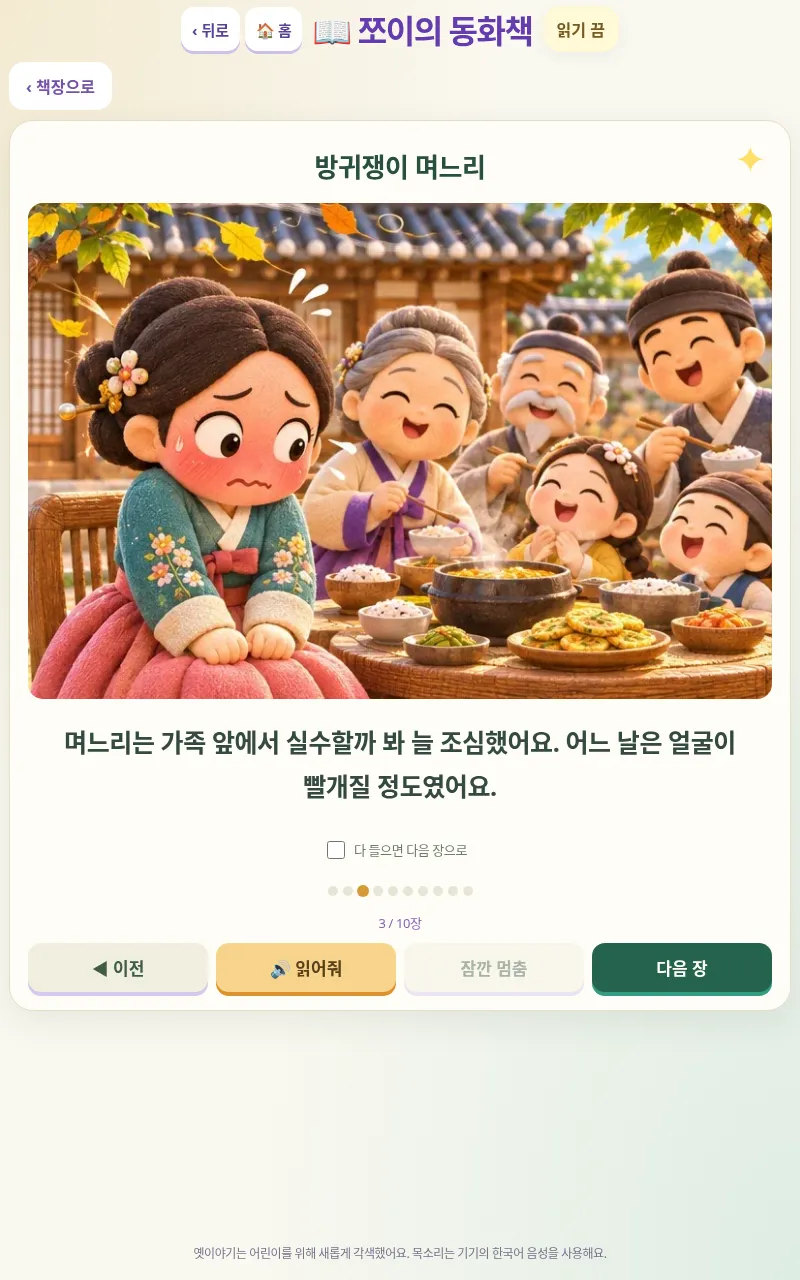 ‹ 뒤로
🏠 홈
📖 쪼이의 동화책
읽기 끝
‹ 책장으로
방귀쟁이 며느리
며느리는 가족 앞에서 실수할까 봐 늘 조심했어요. 어느 날은 얼굴이
빨개질 정도였어요.
다 들으면 다음 장으로
3 / 10장
◀ 이전
🔊 읽어줘
잠깐 멈춤
다음 장
옛이야기는 어린이를 위해 새롭게 각색했어요. 목소리는 기기의 한국어 음성을 사용해요.